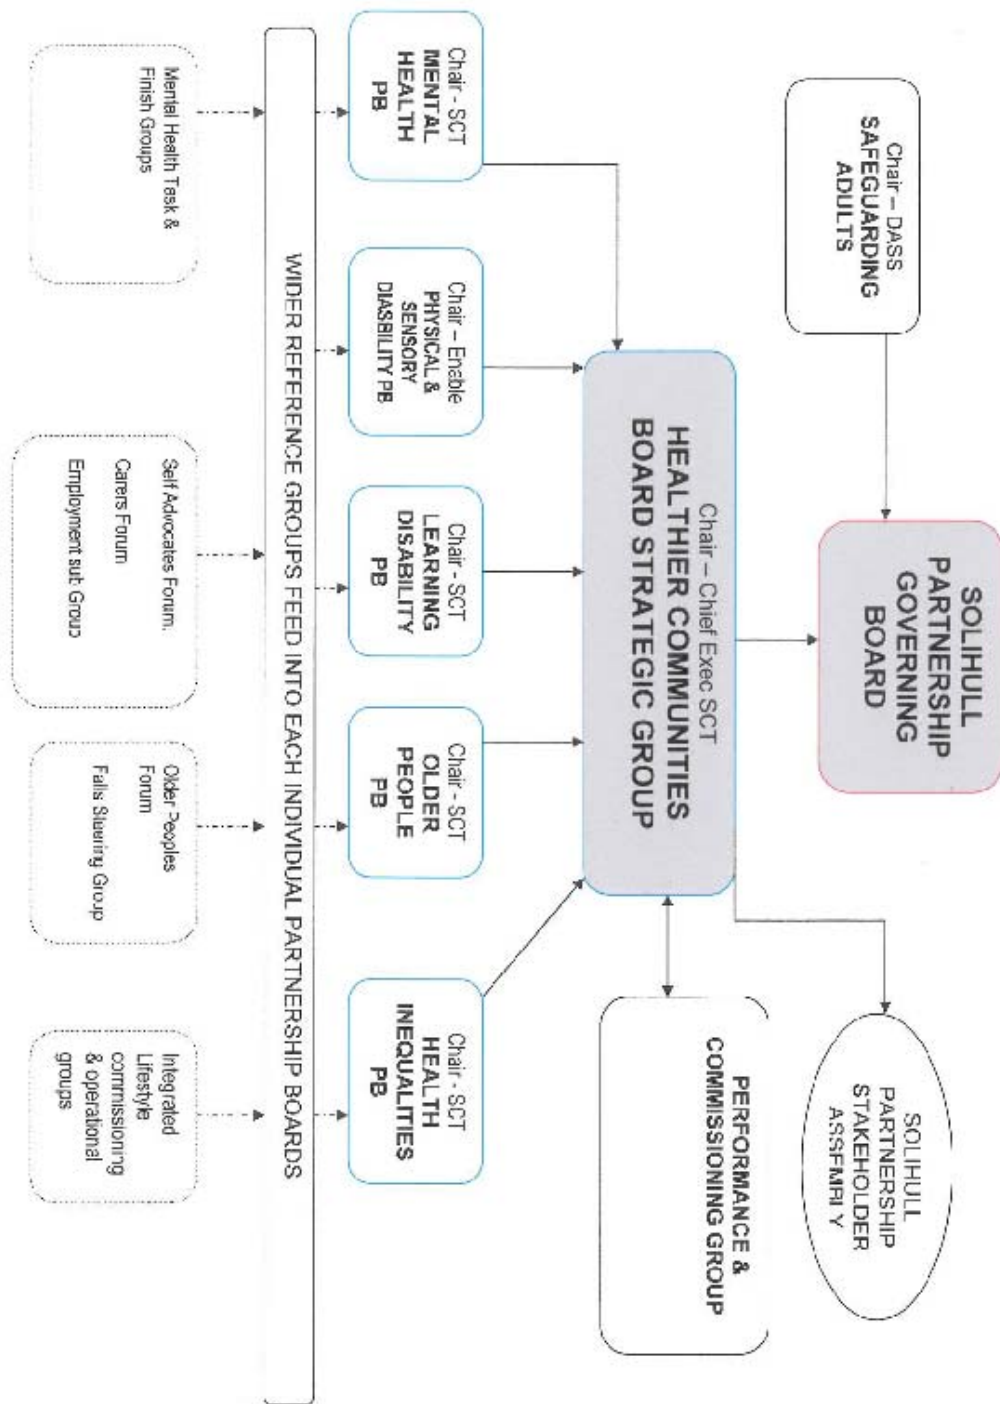 SOLIHULL
PARTNERSHIP
GOVERNING
BOARD
Chair – DASS
SAFEGUARDING
ADULTS
SOLIHULL
PARTNERSHIP
STAKEHOLDER
ASSEMBLY
Chair – Chief Exec SCT
HEALTHIER COMMUNITIES
BOARD STRATEGIC GROUP
PERFORMANCE &
COMMISSIONING GROUP
Chair - SCT
MENTAL
HEALTH
PB
Chair – Enable
PHYSICAL &
SENSORY
DIASBILITY PB
Chair - SCT
LEARNING
DISABILITY
PB
Chair - SCT
OLDER
PEOPLE
PB
Chair - SCT
HEALTH
INEQUALITIES
PB
WIDER REFERENCE GROUPS FEED INTO EACH INDIVIDUAL PARTNERSHIP BOARDS
Mental Health Task &
Finish Groups
Self Advocates Forum.
Carers Forum
Employment sub Group
Older Peoples
Forum
Falls Steering Group
Integrated
Lifestyle
commissioning
& operational
groups